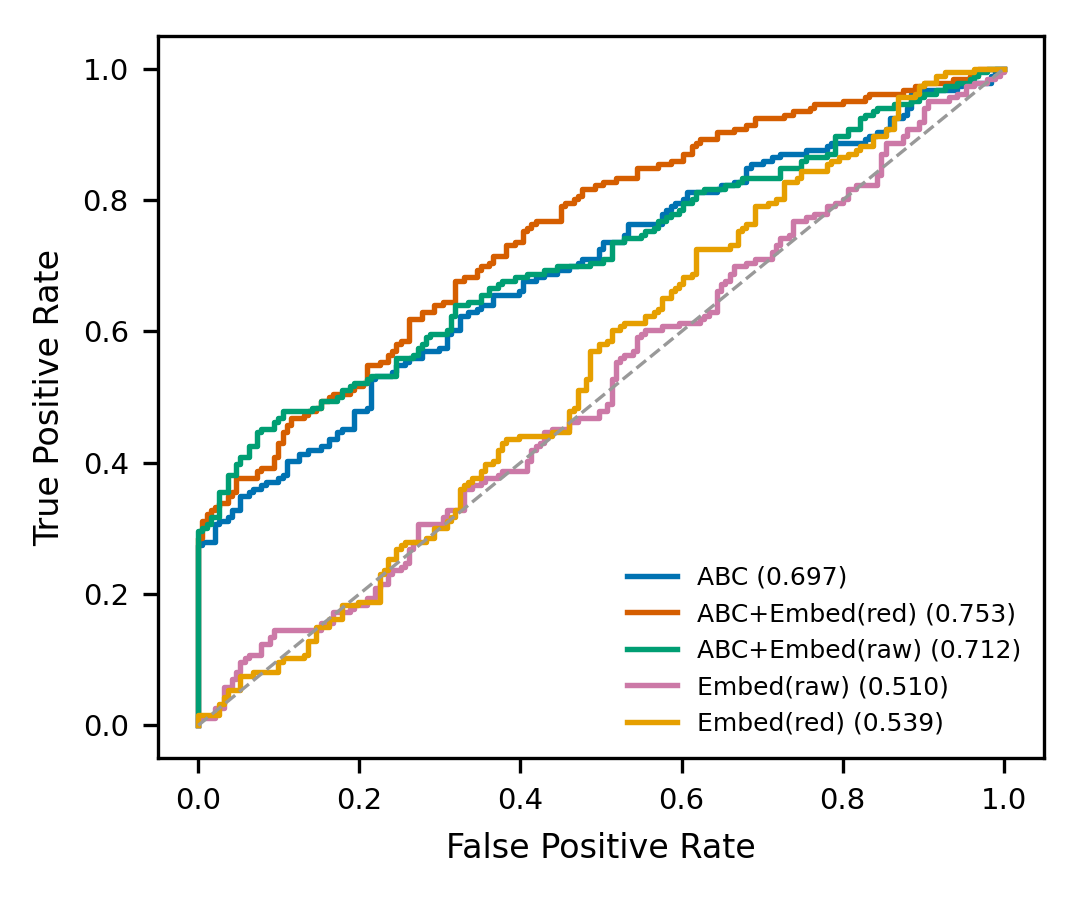 1.0
0.8
0.6
0.4
0.2
0.0
True Positive Rate
ABC (0.697)
ABC+Embed(red) (0.753)
ABC+Embed(raw) (0.712)
Embed(raw) (0.510)
Embed(red) (0.539)
0.0 0.2 0.4 0.6 0.8 1.0
False Positive Rate